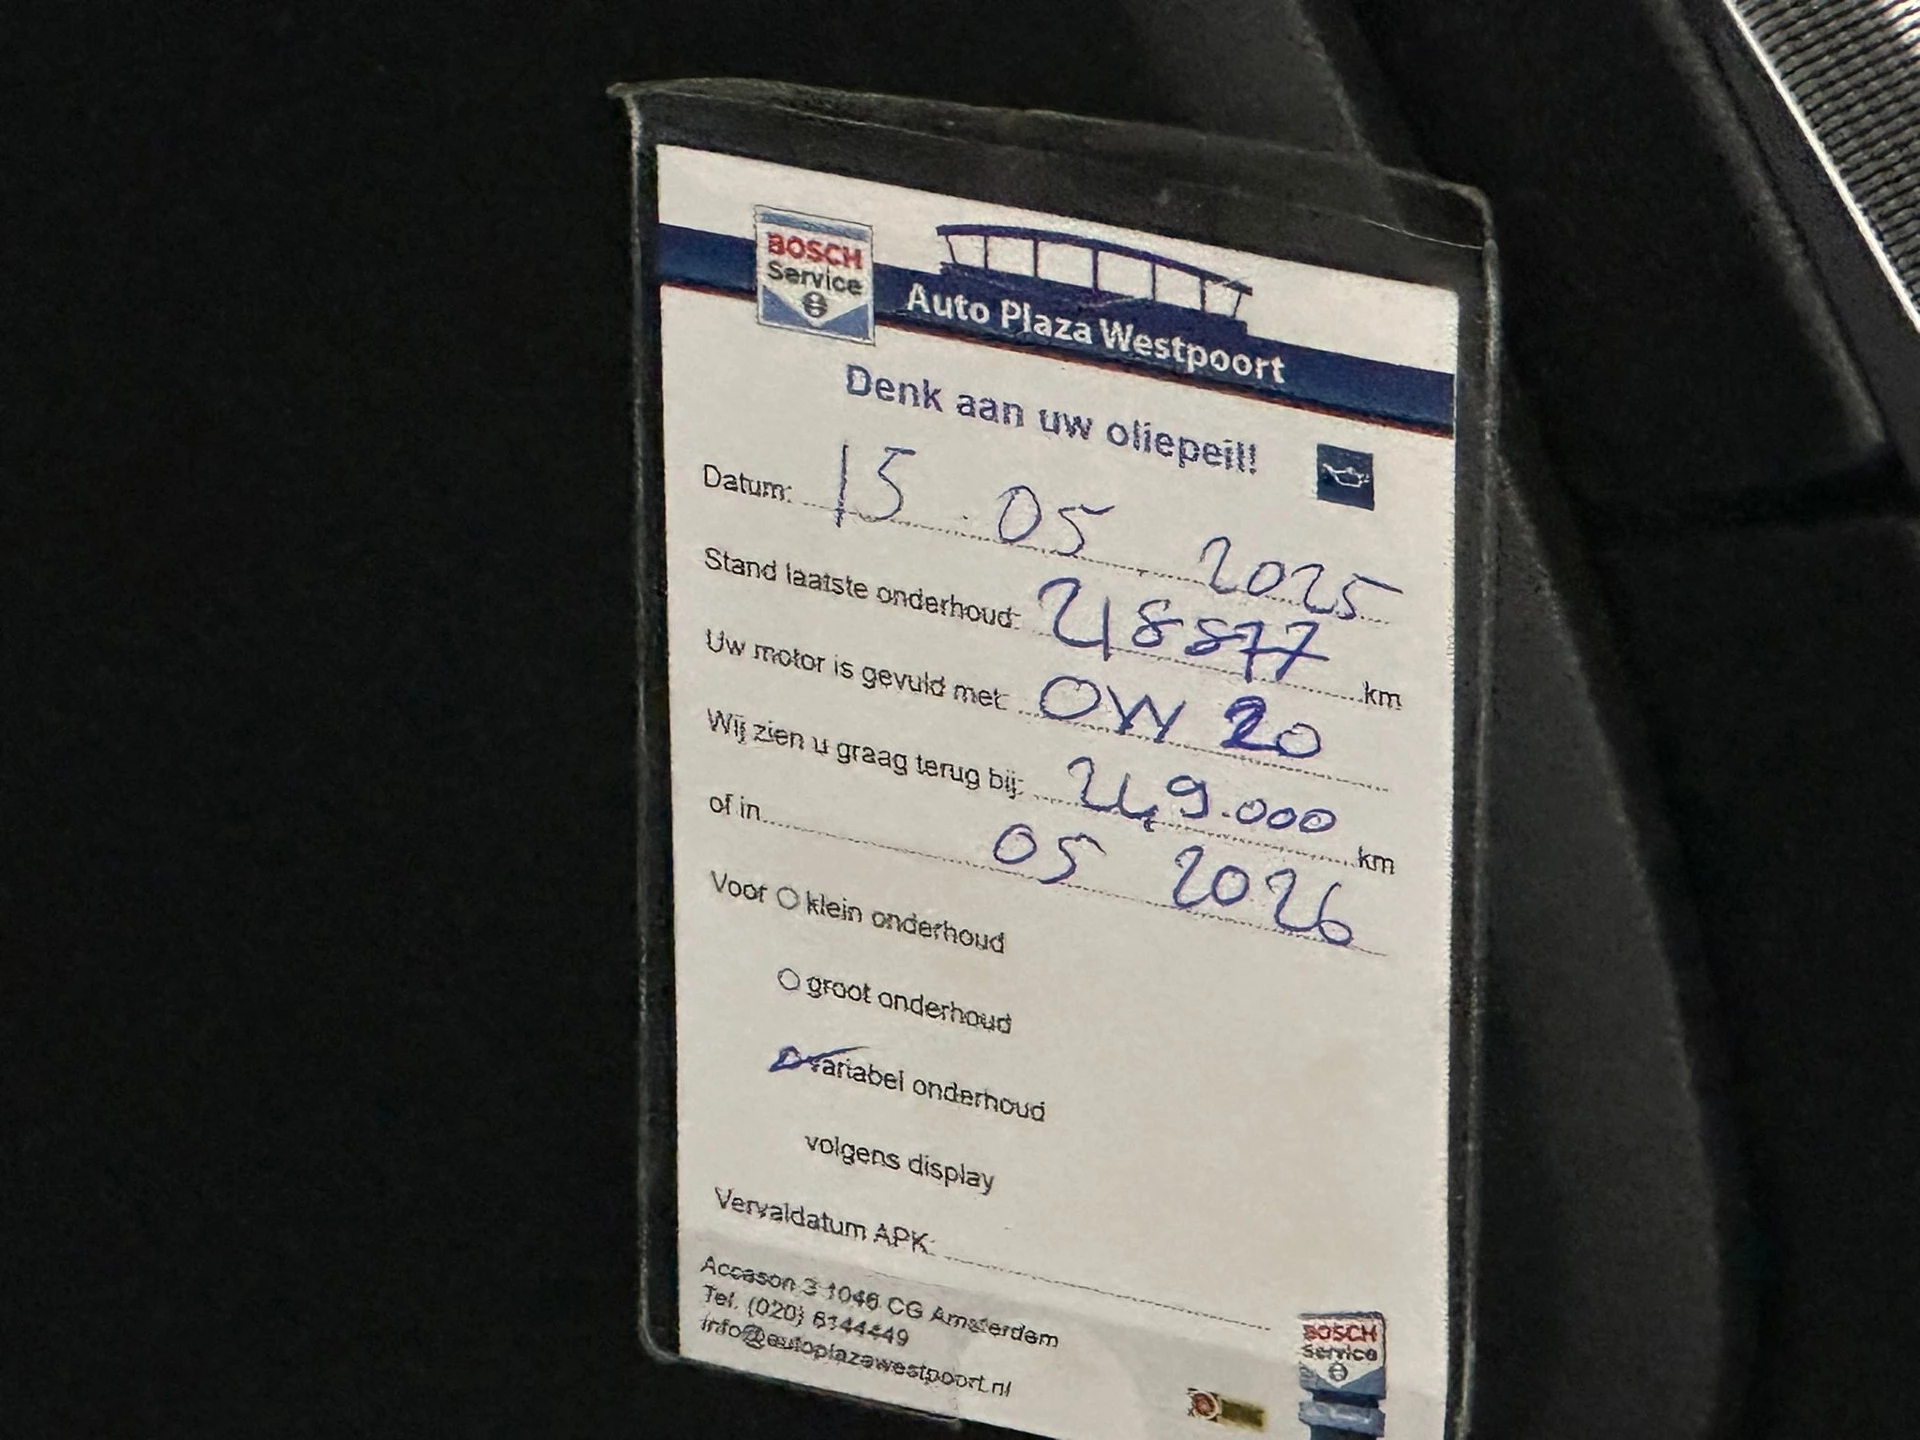 BOSCH
Service
Auto Plaza Westpoort
Denk aan uw oliepeil!
Datum: 15 05 2025
Stand laatste onderhoud: 218877 km
Uw motor is gevuld met: 0W 20
Wij zien u graag terug bij: 249.000 km
of in 05 2026
Voor O klein onderhoud
O groot onderhoud
variabel onderhoud
volgens display
Vervaldatum APK:
Accason 3 1046 CG Amsterdam
Tel. (020) 6144449
info@autoplazawestpoort.nl
BOSCH
Service